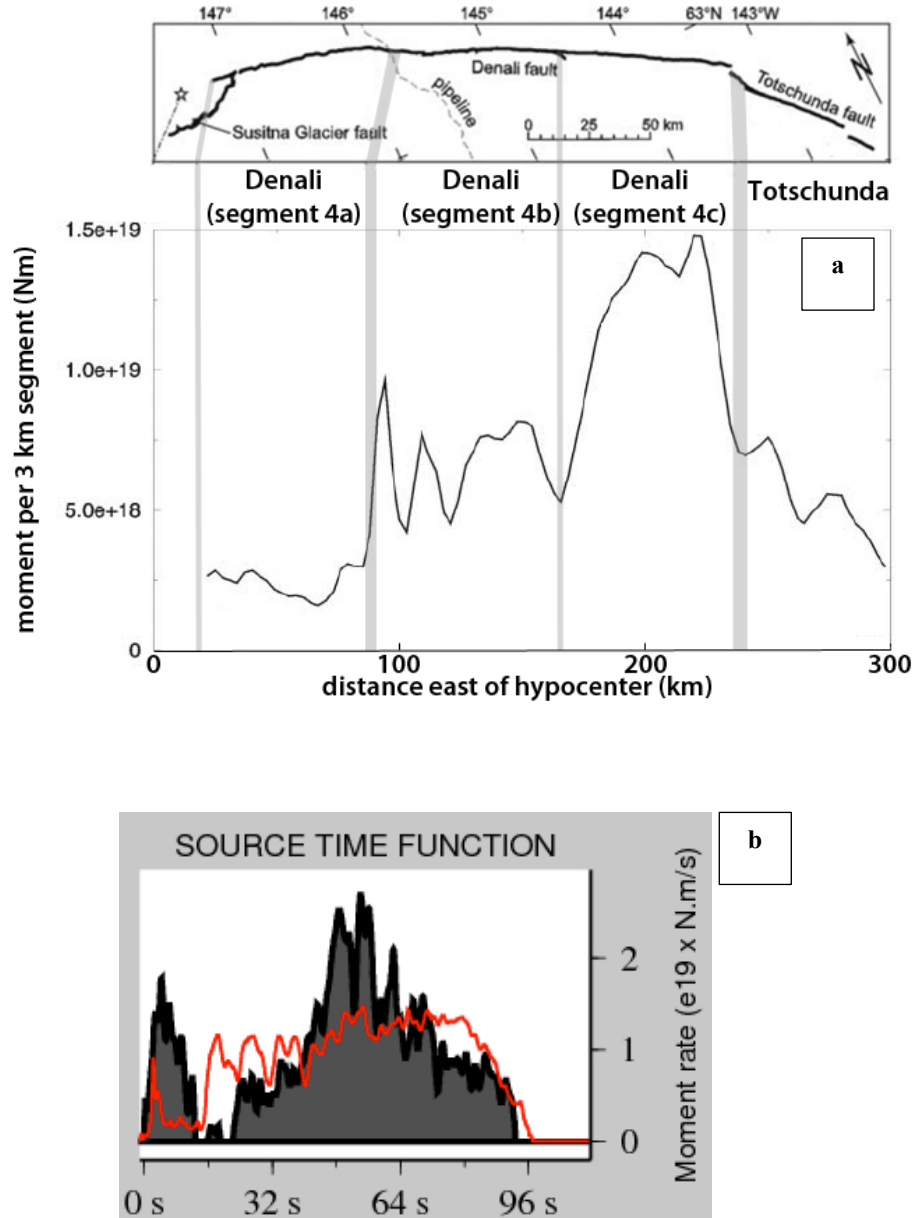 147° 146° 145° 144° 63°N 143°W
Denali fault
Totschunda fault
pipeline
Susitna Glacier fault
0 25 50 km
N
Denali (segment 4a)
Denali (segment 4b)
Denali (segment 4c)
Totschunda
a
moment per 3 km segment (Nm)
1.5e+19
1.0e+19
5.0e+18
0
0 100 200 300
distance east of hypocenter (km)
b
SOURCE TIME FUNCTION
Moment rate (e19 x N.m/s)
2
1
0
0 s 32 s 64 s 96 s